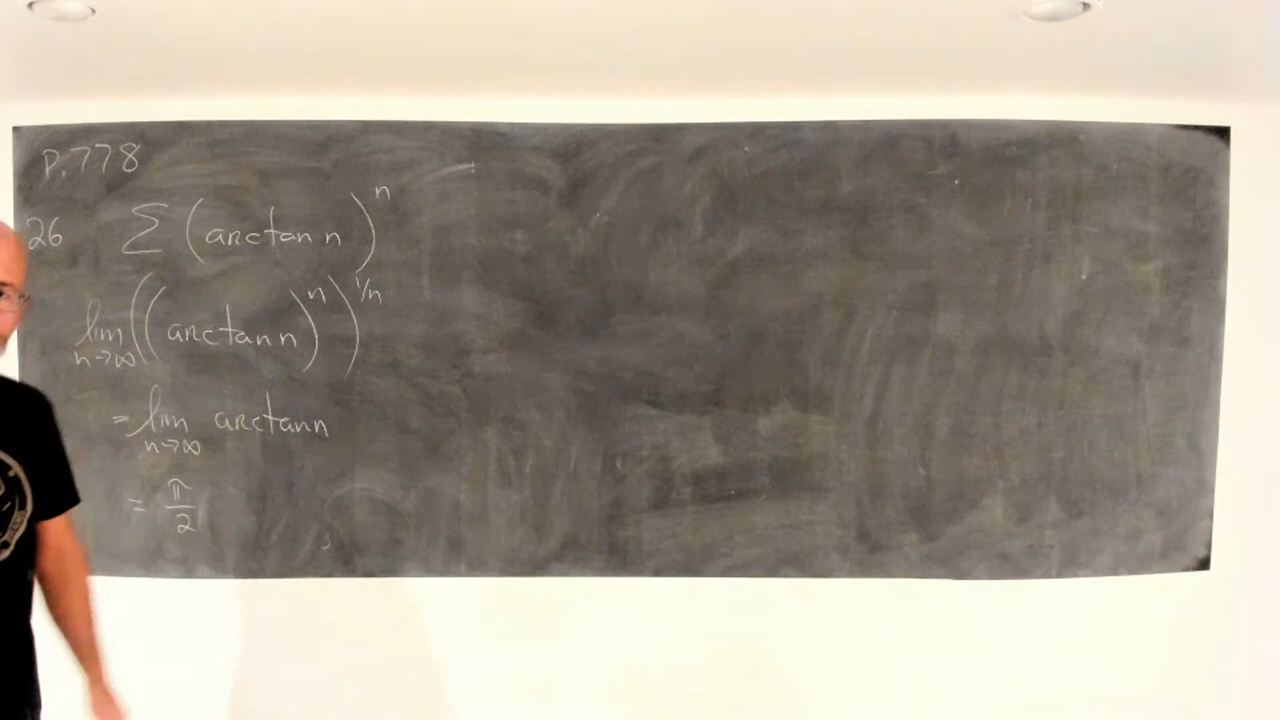 P.778
26 Σ (arctan n)^n
lim n→∞ ((arctan n)^n)^1/n
= lim n→∞ arctan n
= π/2